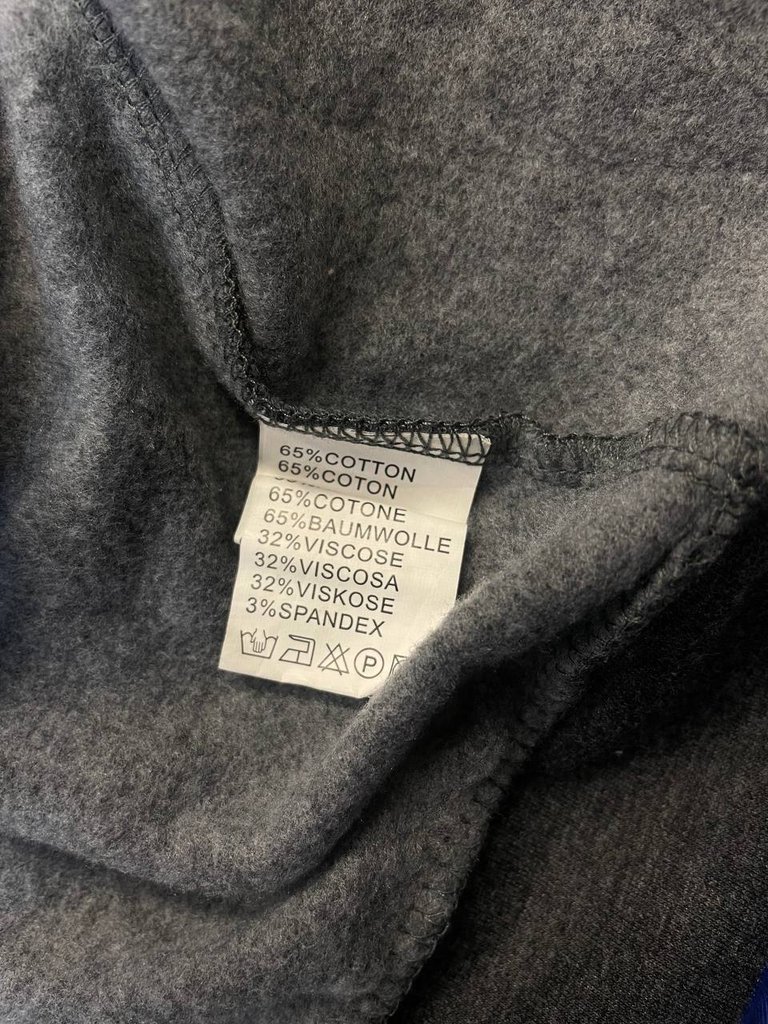 65%COTTON
65%COTON
65%COTONE
65%BAUMWOLLE
32%VISCOSE
32%VISCOSA
32%VISKOSE
3%SPANDEX
P